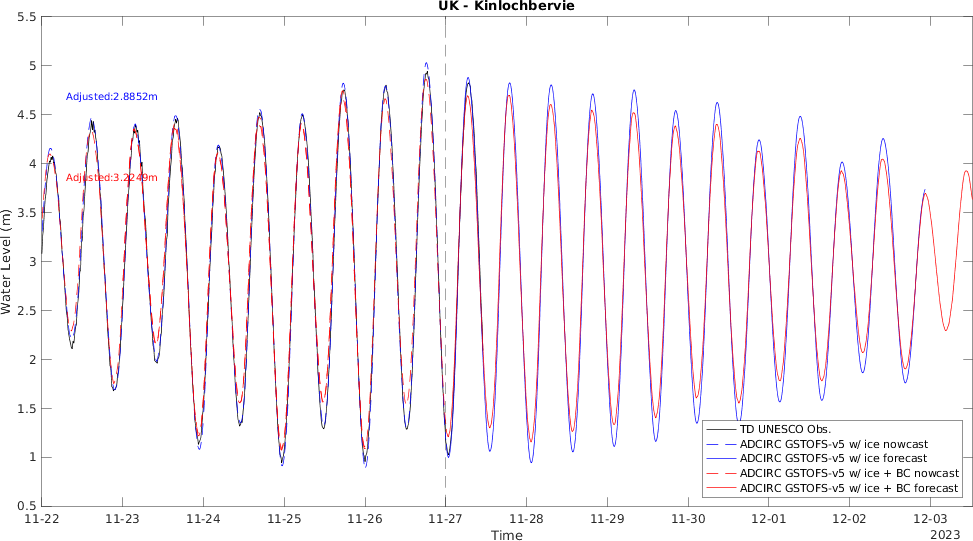 UK - Kinlochbervie
5.5
5
4.5
4
3.5
3
2.5
2
1.5
1
0.5
Water Level (m)
Adjusted:2.8852m
Adjusted:3.2249m
TD UNESCO Obs.
ADCIRC GSTOFS-v5 w/ ice nowcast
ADCIRC GSTOFS-v5 w/ ice forecast
ADCIRC GSTOFS-v5 w/ ice + BC nowcast
ADCIRC GSTOFS-v5 w/ ice + BC forecast
11-22 11-23 11-24 11-25 11-26 11-27 11-28 11-29 11-30 12-01 12-02 12-03
Time
2023